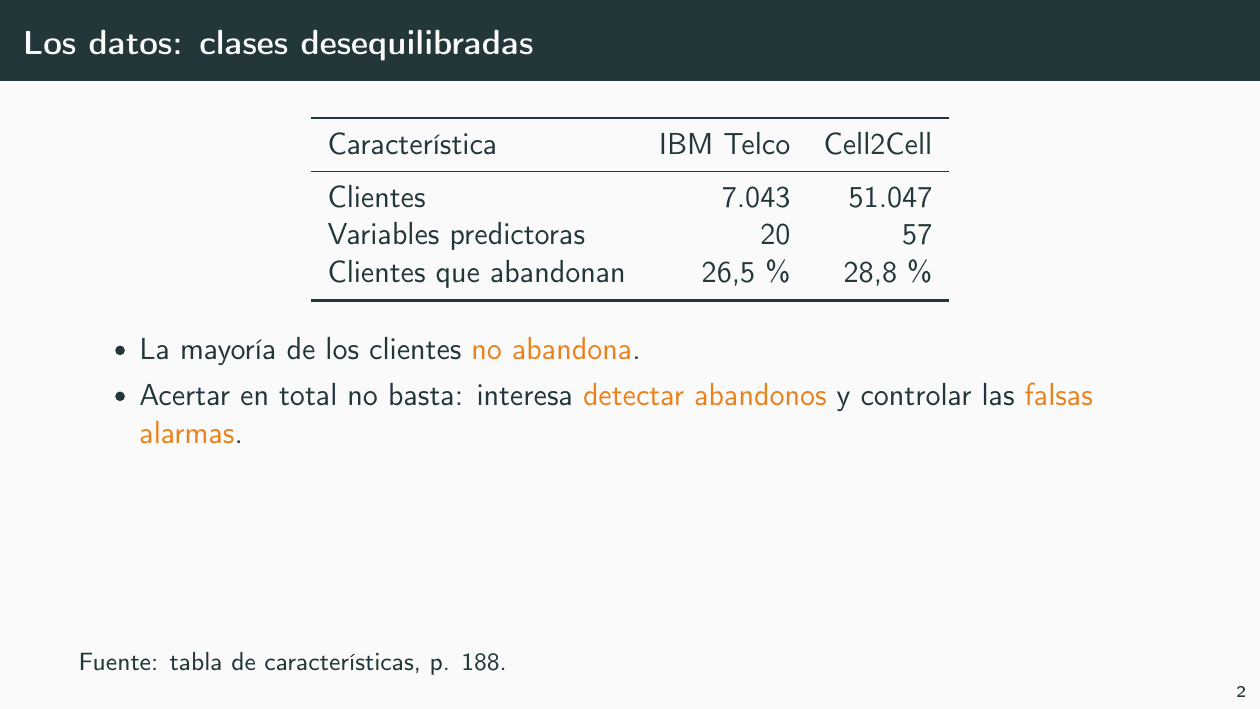 Los datos: clases desequilibradas
Característica IBM Telco Cell2Cell
Clientes 7.043 51.047
Variables predictoras 20 57
Clientes que abandonan 26,5 % 28,8 %
• La mayoría de los clientes no abandona.
• Acertar en total no basta: interesa detectar abandonos y controlar las falsas
alarmas.
Fuente: tabla de características, p. 188.
2